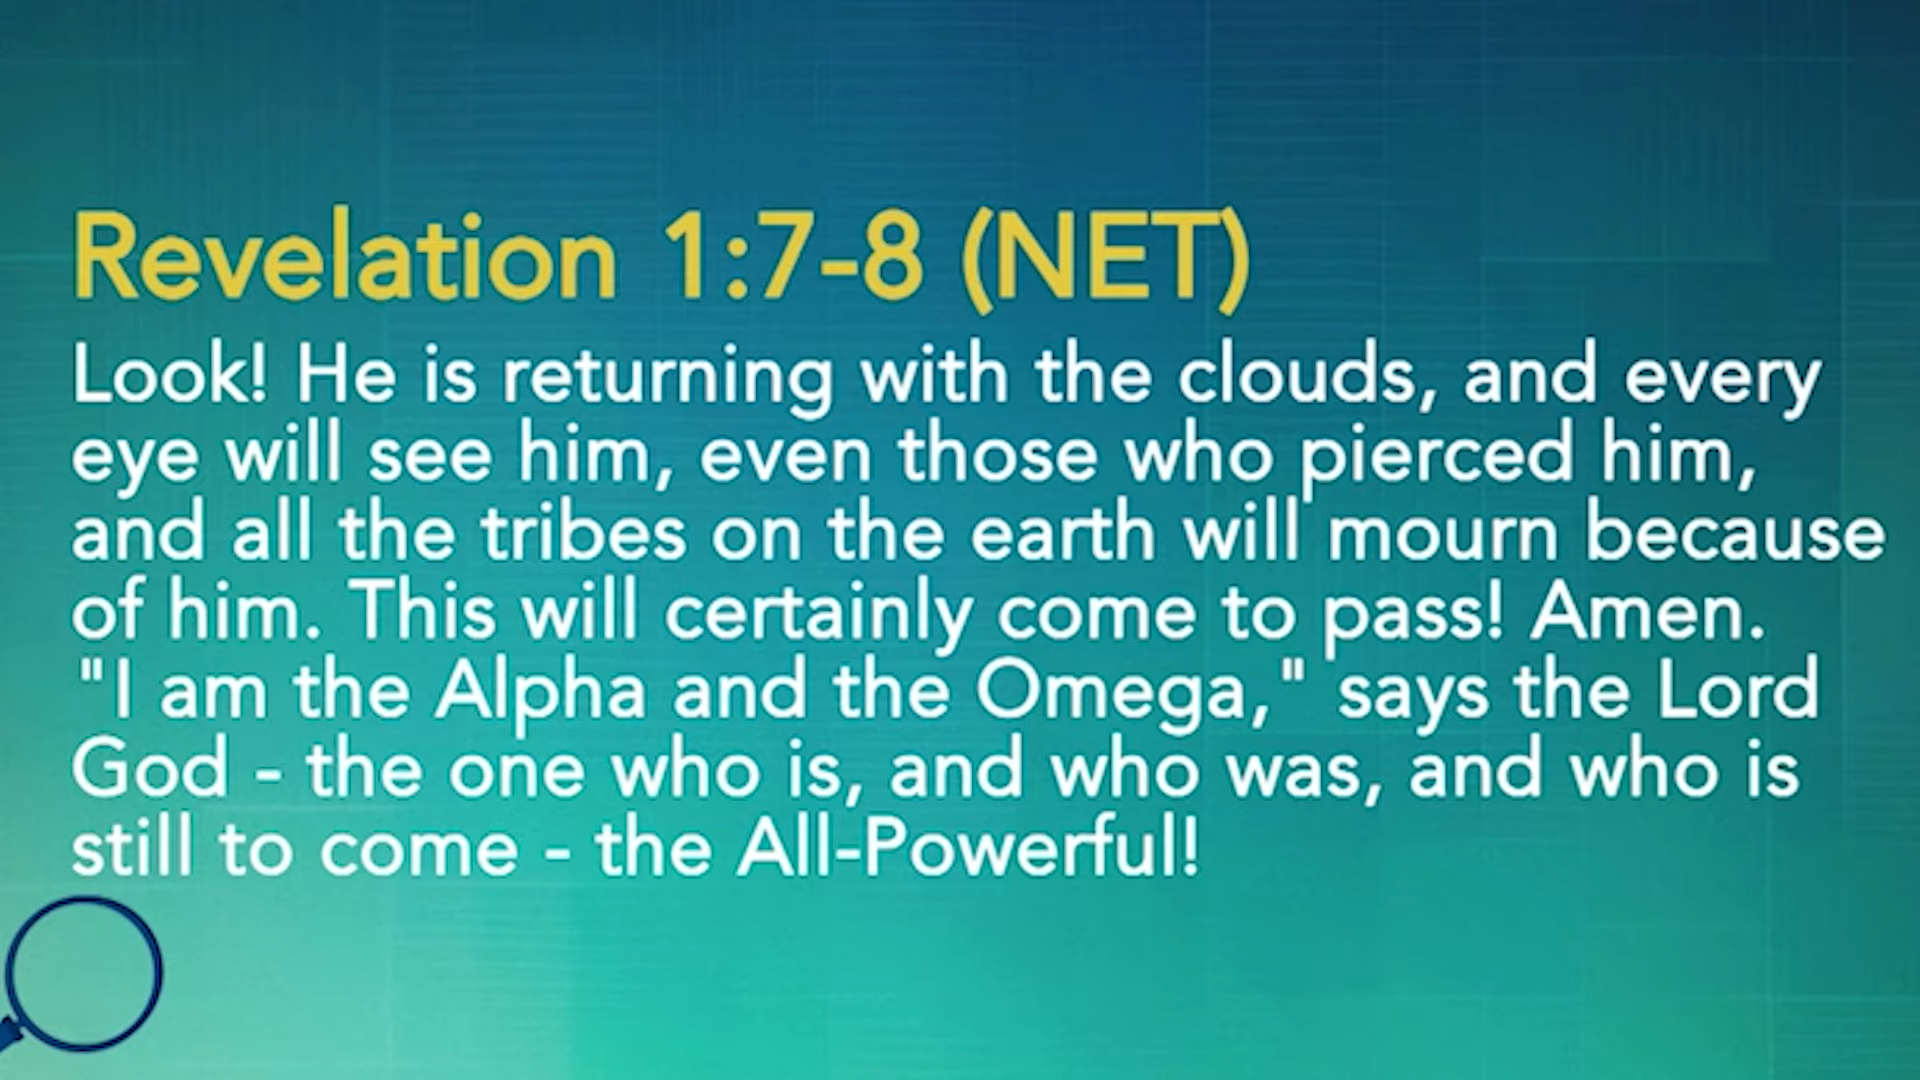 Revelation 1:7-8 (NET)
Look! He is returning with the clouds, and every
eye will see him, even those who pierced him,
and all the tribes on the earth will mourn because
of him. This will certainly come to pass! Amen.
"I am the Alpha and the Omega," says the Lord
God - the one who is, and who was, and who is
still to come - the All-Powerful!